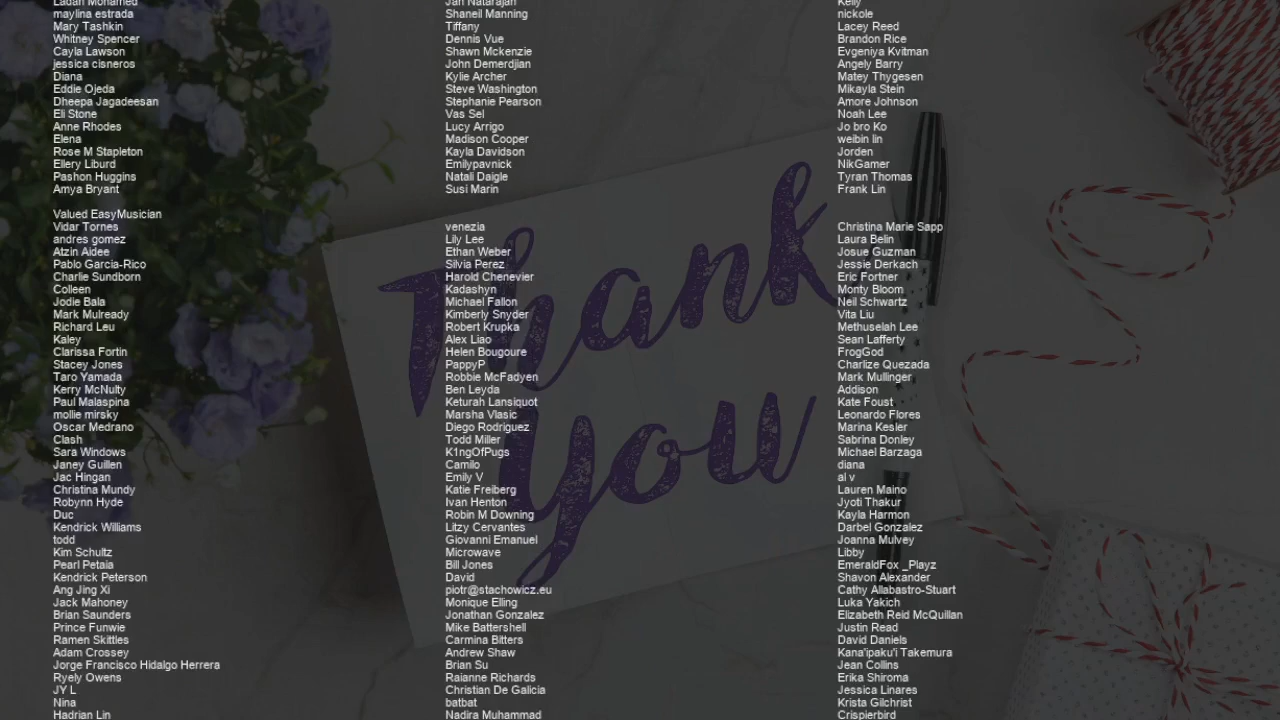 Ladan Mohamed
maylina estrada
Mary Tashkin
Whitney Spencer
Cayla Lawson
jessica cisneros
Diana
Eddie Ojeda
Dheepa Jagadeesan
Eli Stone
Anne Rhodes
Elena
Rose M Stapleton
Ellery Liburd
Pashon Huggins
Amya Bryant
Jan Natarajan
Shaneil Manning
Tiffany
Dennis Vue
Shawn Mckenzie
John Demerdjian
Kylie Archer
Steve Washington
Stephanie Pearson
Vas Sel
Lucy Arrigo
Madison Cooper
Kayla Davidson
Emilypavnick
Natali Daigle
Susi Marin
Kelly
nickole
Lacey Reed
Brandon Rice
Evgeniya Kvitman
Angely Barry
Matey Thygesen
Mikayla Stein
Amore Johnson
Noah Lee
Jo bro Ko
weibin lin
Jorden
NikGamer
Tyran Thomas
Frank Lin
Valued EasyMusician
Vidar Tornes
andres gomez
Atzin Aidee
Pablo Garcia-Rico
Charlie Sundborn
Colleen
Jodie Bala
Mark Mulready
Richard Leu
Kaley
Clarissa Fortin
Stacey Jones
Taro Yamada
Kerry McNulty
Paul Malaspina
mollie mirsky
Oscar Medrano
Clash
Sara Windows
Janey Guillen
Jac Hingan
Christina Mundy
Robynn Hyde
Duc
Kendrick Williams
todd
Kim Schultz
Pearl Petaia
Kendrick Peterson
Ang Jing Xi
Jack Mahoney
Brian Saunders
Prince Funwie
Ramen Skittles
Adam Crossey
Jorge Francisco Hidalgo Herrera
Ryely Owens
JY L
Nina
Hadrian Lin
venezia
Lily Lee
Ethan Weber
Silvia Perez
Harold Chenevier
Kadashyn
Michael Fallon
Kimberly Snyder
Robert Krupka
Alex Liao
Helen Bougoure
PappyP
Robbie McFadyen
Ben Leyda
Keturah Lansiquot
Marsha Vlasic
Diego Rodriguez
Todd Miller
K1ngOfPugs
Camilo
Emily V
Katie Freiberg
Ivan Henton
Robin M Downing
Litzy Cervantes
Giovanni Emanuel
Microwave
Bill Jones
David
piotr@stachowicz.eu
Monique Elling
Jonathan Gonzalez
Mike Battershell
Carmina Bitters
Andrew Shaw
Brian Su
Raianne Richards
Christian De Galicia
batbat
Nadira Muhammad
Christina Marie Sapp
Laura Belin
Josue Guzman
Jessie Derkach
Eric Fortner
Monty Bloom
Neil Schwartz
Vita Liu
Methuselah Lee
Sean Lafferty
FrogGod
Charlize Quezada
Mark Mullinger
Addison
Kate Foust
Leonardo Flores
Marina Kesler
Sabrina Donley
Michael Barzaga
diana
ai v
Lauren Maino
Jyoti Thakur
Kayla Harmon
Darbel Gonzalez
Joanna Mulvey
Libby
EmeraldFox _Playz
Shavon Alexander
Cathy Allabastro-Stuart
Luka Yakich
Elizabeth Reid McQuillan
Justin Read
David Daniels
Kana'ipaku'i Takemura
Jean Collins
Erika Shiroma
Jessica Linares
Krista Gilchrist
Crispierbird
Thank
you